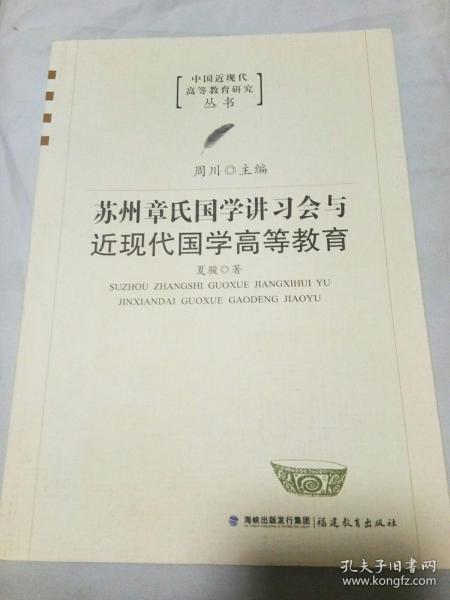 中国近现代
高等教育研究
丛书
周川◎主编
苏州章氏国学讲习会与
近现代国学高等教育
夏骏◎著
SUZHOU ZHANGSHI GUOXUE JIANGXIHUI YU
JINXIANDAI GUOXUE GAODENG JIAOYU
海峡出版发行集团 福建教育出版社
孔夫子旧书网
www.kongfz.com